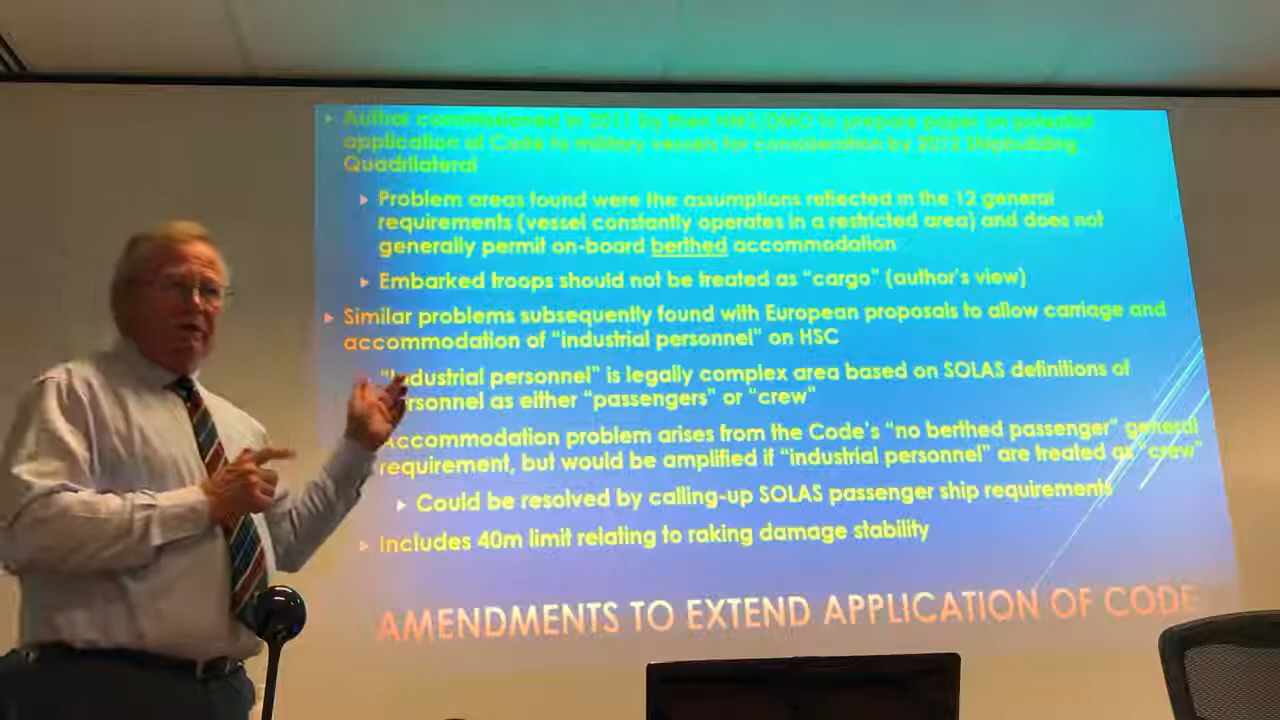 Author commissioned in 2011 by then HMS/DMO to prepare paper on potential
application of Code to military vessels for consideration by 2012 Shipbuilding
Quadrilateral
Problem areas found were the assumptions reflected in the 12 general
requirements (vessel constantly operates in a restricted area) and does not
generally permit on-board berthed accommodation
Embarked troops should not be treated as “cargo” (author’s view)
Similar problems subsequently found with European proposals to allow carriage and
accommodation of “industrial personnel” on HSC
“Industrial personnel” is legally complex area based on SOLAS definitions of
personnel as either “passengers” or “crew”
Accommodation problem arises from the Code’s “no berthed passenger” general
requirement, but would be amplified if “industrial personnel” are treated as “crew”
Could be resolved by calling-up SOLAS passenger ship requirements
Includes 40m limit relating to raking damage stability
AMENDMENTS TO EXTEND APPLICATION OF CODE